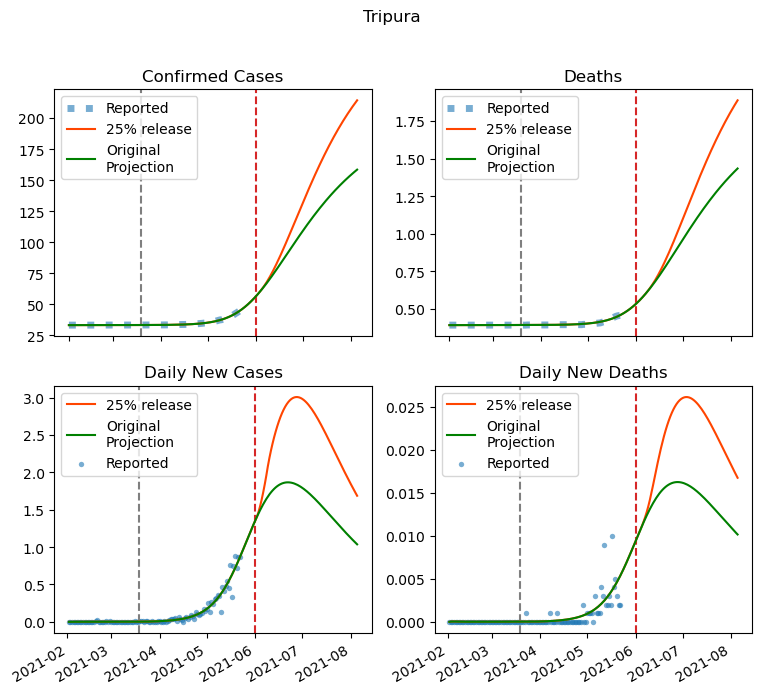 Tripura
Confirmed Cases
Reported
25% release
Original
Projection
200
175
150
125
100
75
50
25
Deaths
Reported
25% release
Original
Projection
1.75
1.50
1.25
1.00
0.75
0.50
Daily New Cases
25% release
Original
Projection
Reported
3.0
2.5
2.0
1.5
1.0
0.5
0.0
2021-02
2021-03
2021-04
2021-05
2021-06
2021-07
2021-08
Daily New Deaths
25% release
Original
Projection
Reported
0.025
0.020
0.015
0.010
0.005
0.000
2021-02
2021-03
2021-04
2021-05
2021-06
2021-07
2021-08